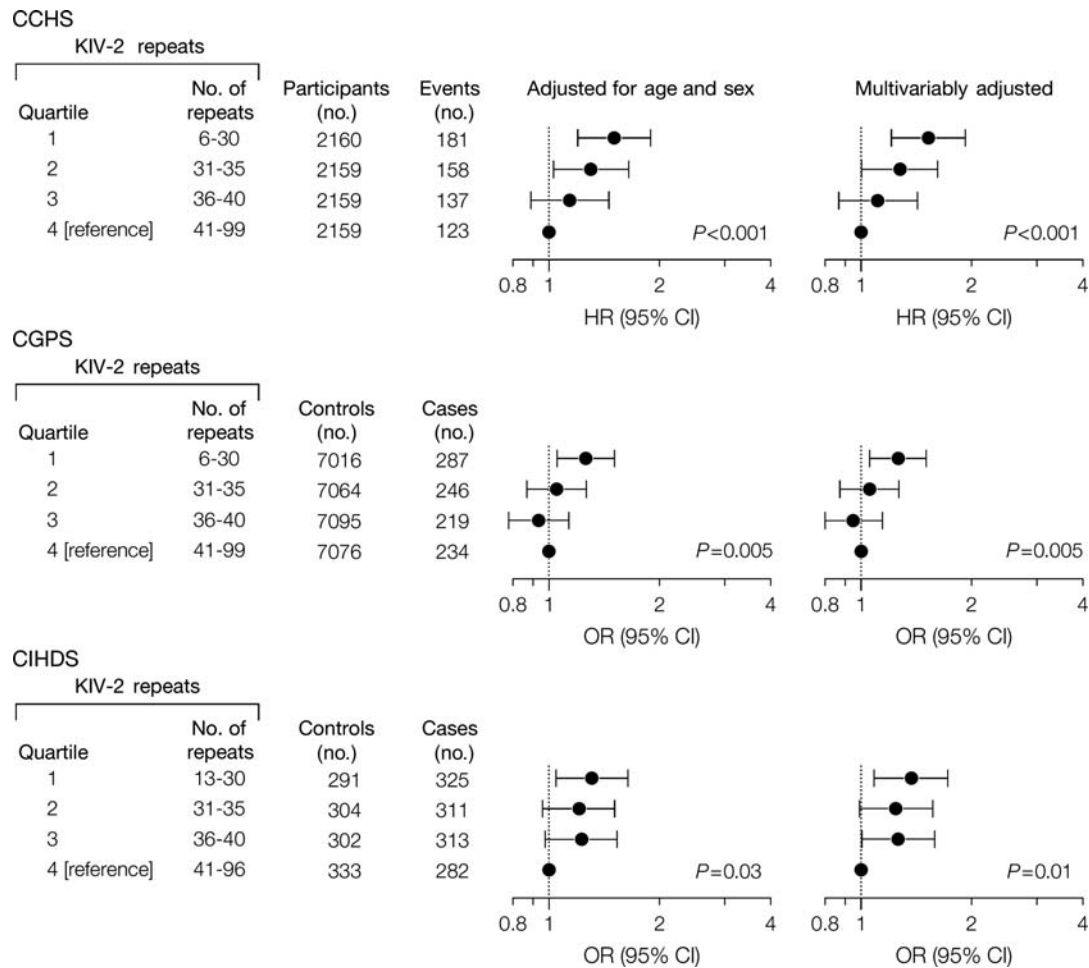 CCHS
KIV-2 repeats
Quartile No. of repeats Participants (no.) Events (no.) Adjusted for age and sex Multivariably adjusted
1 6-30 2160 181
2 31-35 2159 158
3 36-40 2159 137
4 [reference] 41-99 2159 123 P<0.001 P<0.001
0.8 1 2 4 0.8 1 2 4
HR (95% CI) HR (95% CI)
CGPS
KIV-2 repeats
Quartile No. of repeats Controls (no.) Cases (no.)
1 6-30 7016 287
2 31-35 7064 246
3 36-40 7095 219
4 [reference] 41-99 7076 234 P=0.005 P=0.005
0.8 1 2 4 0.8 1 2 4
OR (95% CI) OR (95% CI)
CIHDS
KIV-2 repeats
Quartile No. of repeats Controls (no.) Cases (no.)
1 13-30 291 325
2 31-35 304 311
3 36-40 302 313
4 [reference] 41-96 333 282 P=0.03 P=0.01
0.8 1 2 4 0.8 1 2 4
OR (95% CI) OR (95% CI)